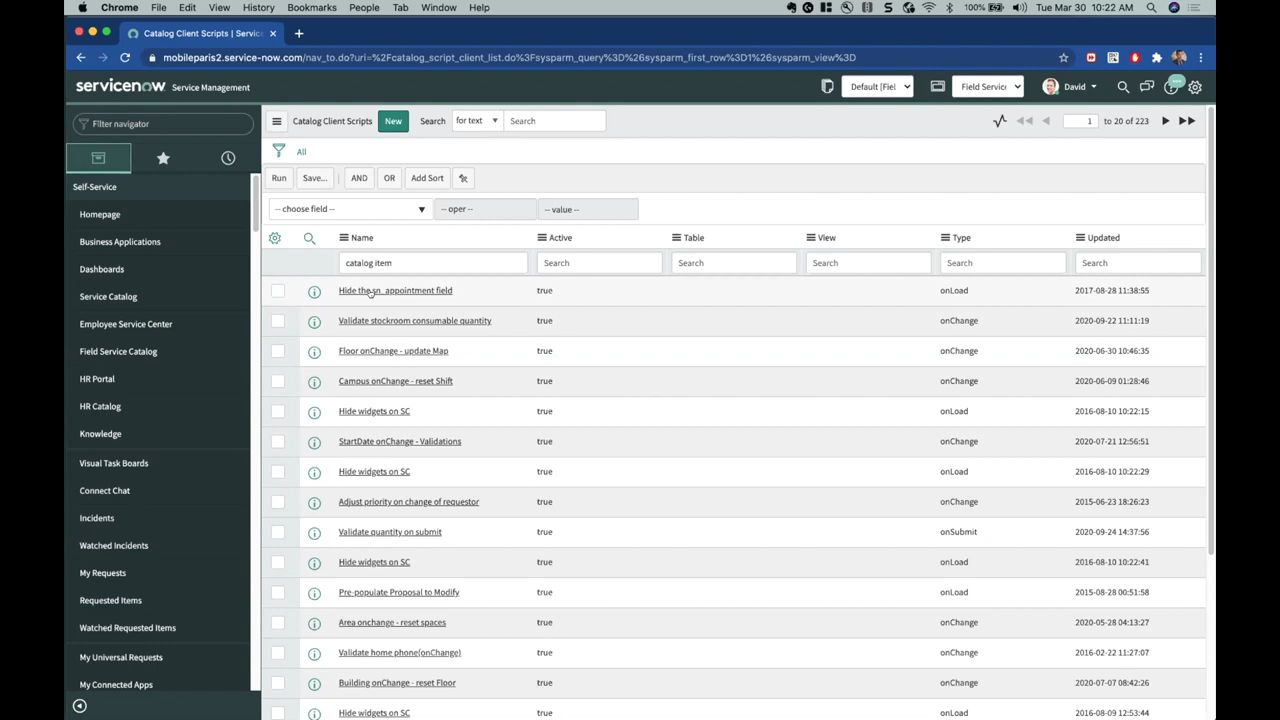 Chrome File Edit View History Bookmarks People Tab Window Help 100% Tue Mar 30 10:22 AM
Catalog Client Scripts | Servic
mobileparis2.service-now.com/nav_to.do?uri=%2Fcatalog_script_client_list.do%3Fsysparm_query%3D%26sysparm_first_row%3D1%26sysparm_view%3D
servicenow Service Management Default [Fiel Field Servic David
Filter navigator
Catalog Client Scripts New Search for text Search 1 to 20 of 223
All
Run Save... AND OR Add Sort
-- choose field -- -- oper -- -- value --
Self-Service
Homepage
Business Applications
Dashboards
Service Catalog
Employee Service Center
Field Service Catalog
HR Portal
HR Catalog
Knowledge
Visual Task Boards
Connect Chat
Incidents
Watched Incidents
My Requests
Requested Items
Watched Requested Items
My Universal Requests
My Connected Apps
Name Active Table View Type Updated
catalog item Search Search Search Search Search
Hide the sn_appointment field true onLoad 2017-08-28 11:38:55
Validate stockroom consumable quantity true onChange 2020-09-22 11:11:19
Floor onChange - update Map true onChange 2020-06-30 10:46:35
Campus onChange - reset Shift true onChange 2020-06-09 01:28:46
Hide widgets on SC true onLoad 2016-08-10 10:22:15
StartDate onChange - Validations true onChange 2020-07-21 12:56:51
Hide widgets on SC true onLoad 2016-08-10 10:22:29
Adjust priority on change of requestor true onChange 2015-06-23 18:26:23
Validate quantity on submit true onSubmit 2020-09-24 14:37:56
Hide widgets on SC true onLoad 2016-08-10 10:22:41
Pre-populate Proposal to Modify true onLoad 2015-08-28 00:51:58
Area onchange - reset spaces true onChange 2020-05-28 04:13:27
Validate home phone(onChange) true onChange 2016-02-22 11:27:07
Building onChange - reset Floor true onChange 2020-07-07 08:42:26
Hide widgets on SC true onLoad 2016-08-09 12:53:44